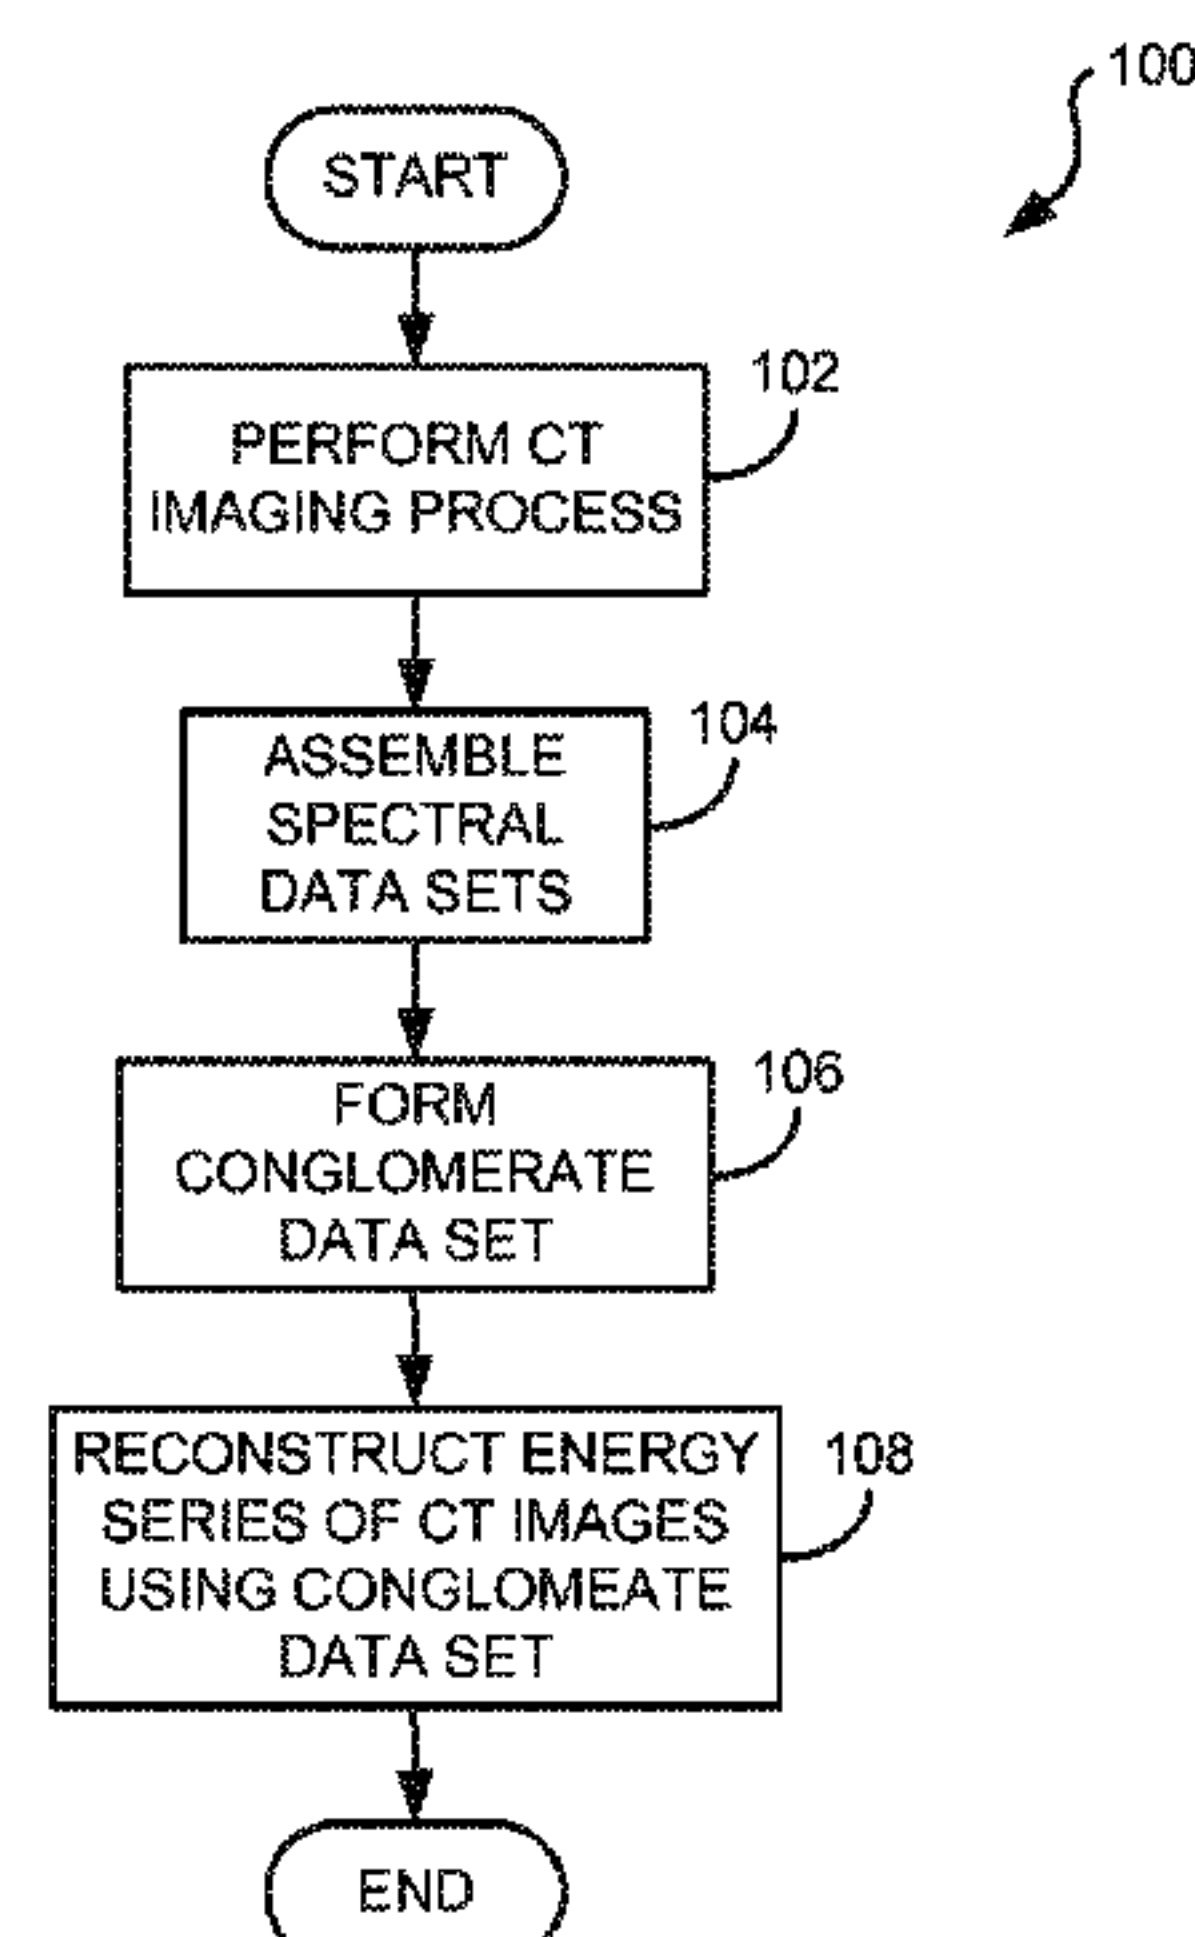 100
START
102
PERFORM CT
IMAGING PROCESS
104
ASSEMBLE
SPECTRAL
DATA SETS
106
FORM
CONGLOMERATE
DATA SET
108
RECONSTRUCT ENERGY
SERIES OF CT IMAGES
USING CONGLOMEATE
DATA SET
END